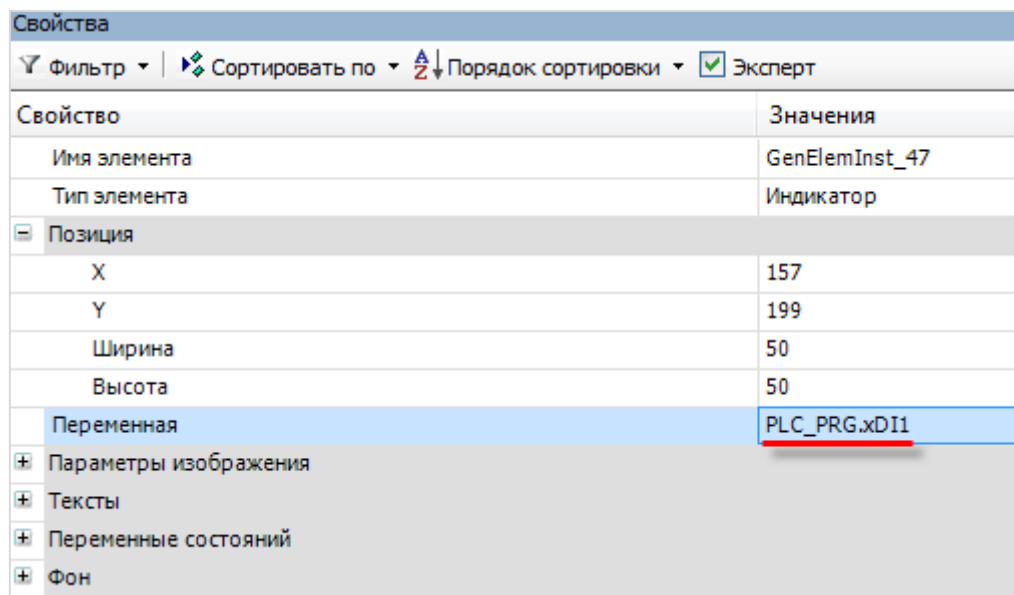 Свойства
Фильтр Сортировать по Порядок сортировки Эксперт
Свойство Значения
Имя элемента GenElemInst_47
Тип элемента Индикатор
Позиция
X 157
Y 199
Ширина 50
Высота 50
Переменная PLC_PRG.xDI1
Параметры изображения
Тексты
Переменные состояний
Фон